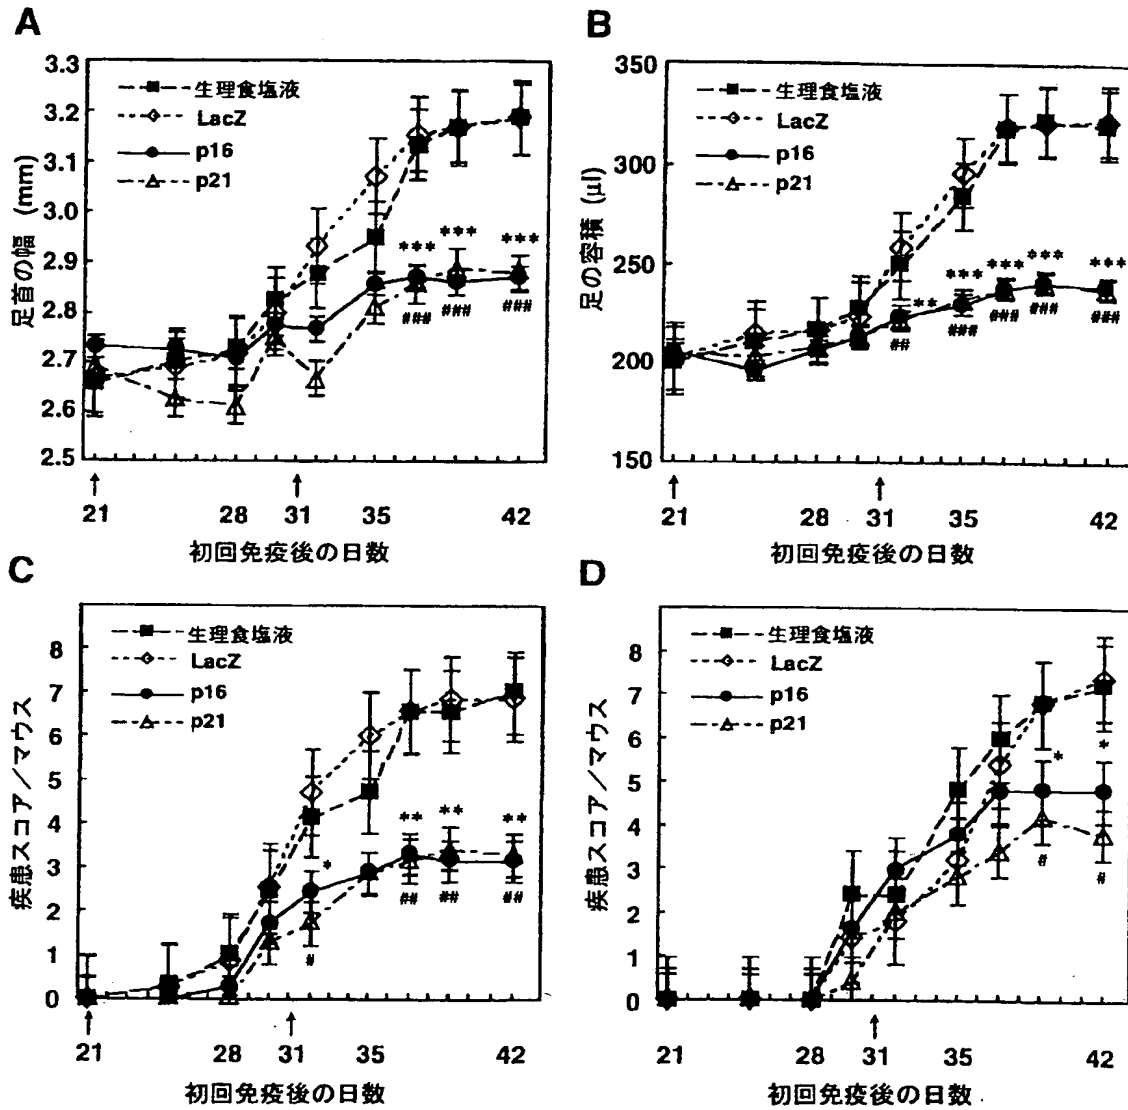 A
3.3
3.2
3.1
3.0
2.9
2.8
2.7
2.6
2.5
足首の幅 (mm)
生理食塩液
LacZ
p16
p21
*** *** ***
### ### ###
↑ ↑
21 28 31 35 42
初回免疫後の日数
B
350
300
250
200
150
足の容積 (μl)
生理食塩液
LacZ
p16
p21
** *** *** *** ***
## ### ### ### ###
↑ ↑
21 28 31 35 42
初回免疫後の日数
C
8
7
6
5
4
3
2
1
0
疾患スコア/マウス
生理食塩液
LacZ
p16
p21
* ** ** **
# ## ## ##
↑ ↑
21 28 31 35 42
初回免疫後の日数
D
8
7
6
5
4
3
2
1
0
疾患スコア/マウス
生理食塩液
LacZ
p16
p21
* *
# #
↑ ↑
21 28 31 35 42
初回免疫後の日数